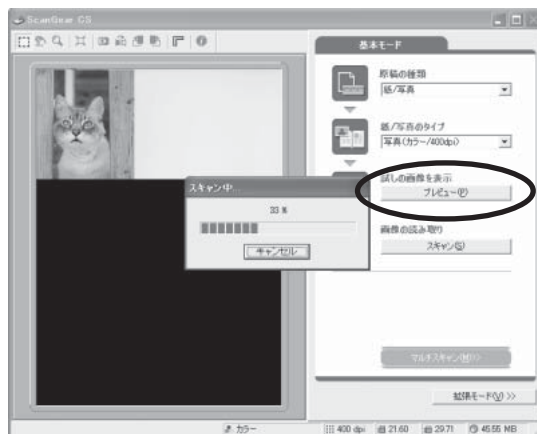 ScanGear CS
基本モード
原稿の種類
紙/写真
紙/写真のタイプ
写真(カラー/400dpi)
試しの画像を表示
プレビュー(P)
画像の読み取り
スキャン(S)
スキャン中...
33 %
キャンセル
マルチスキャン(M)>>
拡張モード(V) >>
カラー
400 dpi
21.60
29.71
45.55 MB